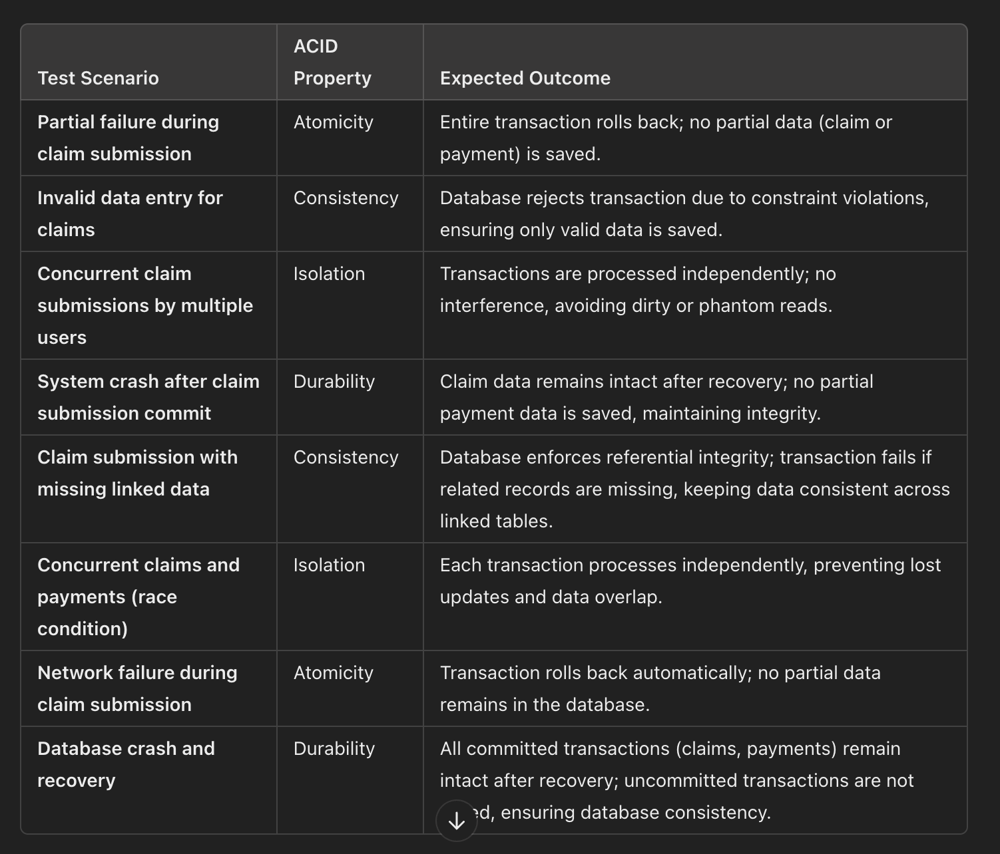 ACID
Test Scenario Property Expected Outcome
Partial failure during Atomicity Entire transaction rolls back; no partial data (claim or
claim submission payment) is saved.
Invalid data entry for Consistency Database rejects transaction due to constraint violations,
claims ensuring only valid data is saved.
Concurrent claim Isolation Transactions are processed independently; no
submissions by multiple interference, avoiding dirty or phantom reads.
users
System crash after claim Durability Claim data remains intact after recovery; no partial
submission commit payment data is saved, maintaining integrity.
Claim submission with Consistency Database enforces referential integrity; transaction fails if
missing linked data related records are missing, keeping data consistent across
linked tables.
Concurrent claims and Isolation Each transaction processes independently, preventing lost
payments (race updates and data overlap.
condition)
Network failure during Atomicity Transaction rolls back automatically; no partial data
claim submission remains in the database.
Database crash and Durability All committed transactions (claims, payments) remain
recovery intact after recovery; uncommitted transactions are not
ensuring database consistency.